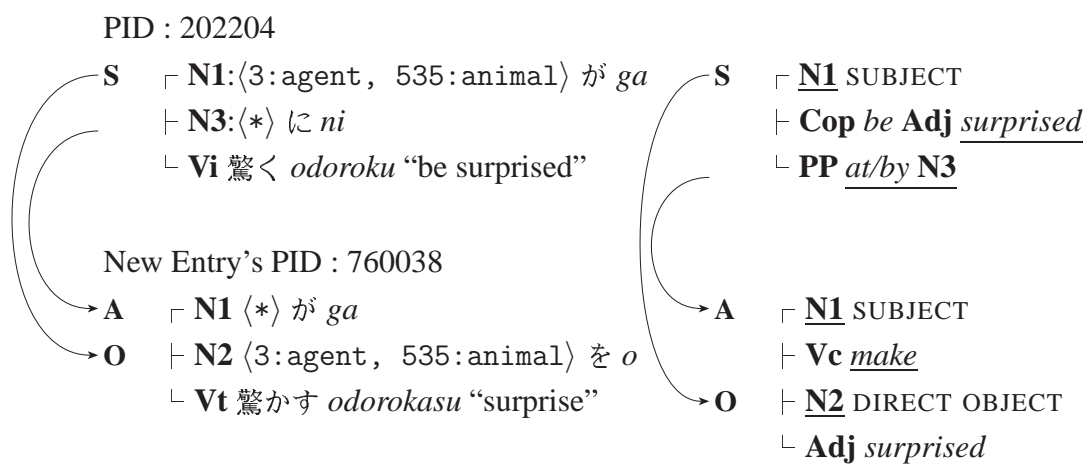 PID : 202204
S N1:⟨3:agent, 535:animal⟩ が ga S N1 SUBJECT
N3:⟨*⟩ に ni Cop be Adj surprised
Vi 驚く odoroku “be surprised” PP at/by N3
New Entry's PID : 760038
A N1 ⟨*⟩ が ga A N1 SUBJECT
O N2 ⟨3:agent, 535:animal⟩ を o Vc make
Vt 驚かす odorokasu “surprise” O N2 DIRECT OBJECT
Adj surprised